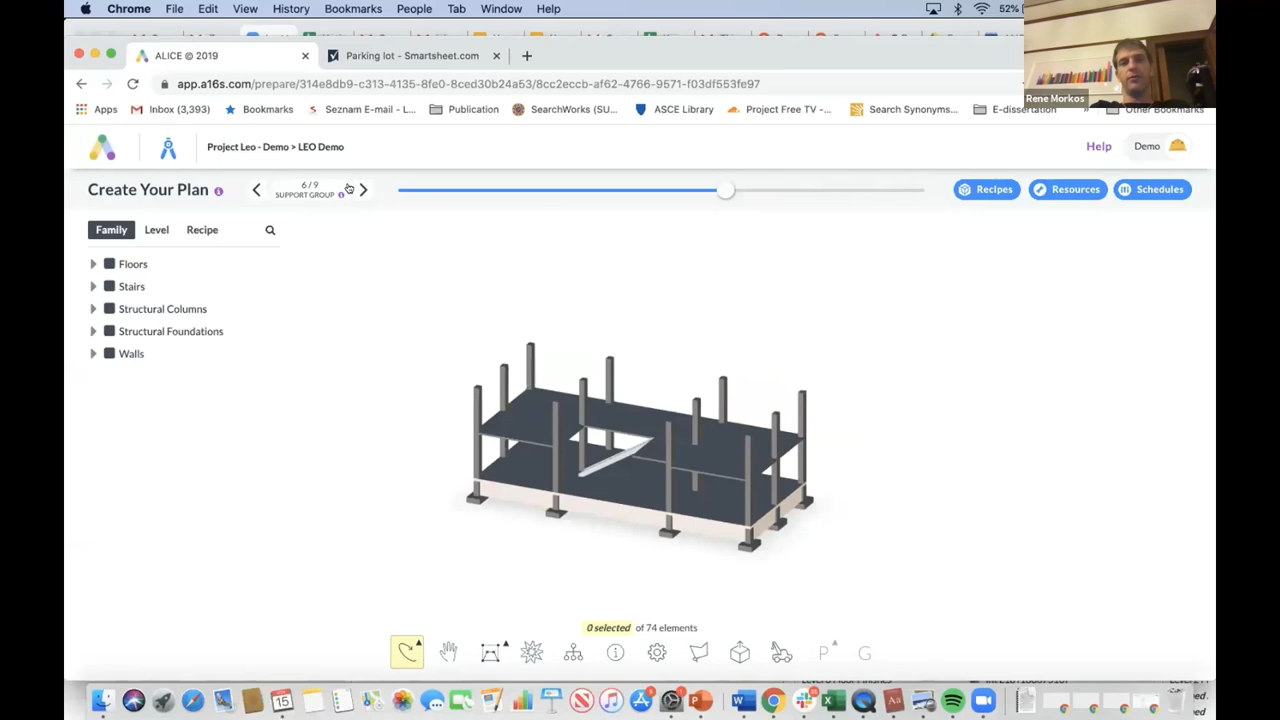 Chrome File Edit View History Bookmarks People Tab Window Help 52%
Rene Morkos
ALICE © 2019
Parking lot - Smartsheet.com
app.a16s.com/prepare/314e8db9-c313-4135-8fe0-8ced30b24a53/8cc2eccb-af62-4766-9571-f03df553fe97
Apps Inbox (3,393) Bookmarks Seznam E-mail - L... Publication SearchWorks (SU... ASCE Library Project Free TV -... Search Synonyms... E-dissertation » Other Bookmarks
Project Leo - Demo > LEO Demo
Help Demo
Create Your Plan
6/9
SUPPORT GROUP
Recipes Resources Schedules
Family Level Recipe
Floors
Stairs
Structural Columns
Structural Foundations
Walls
0 selected of 74 elements
P G
15